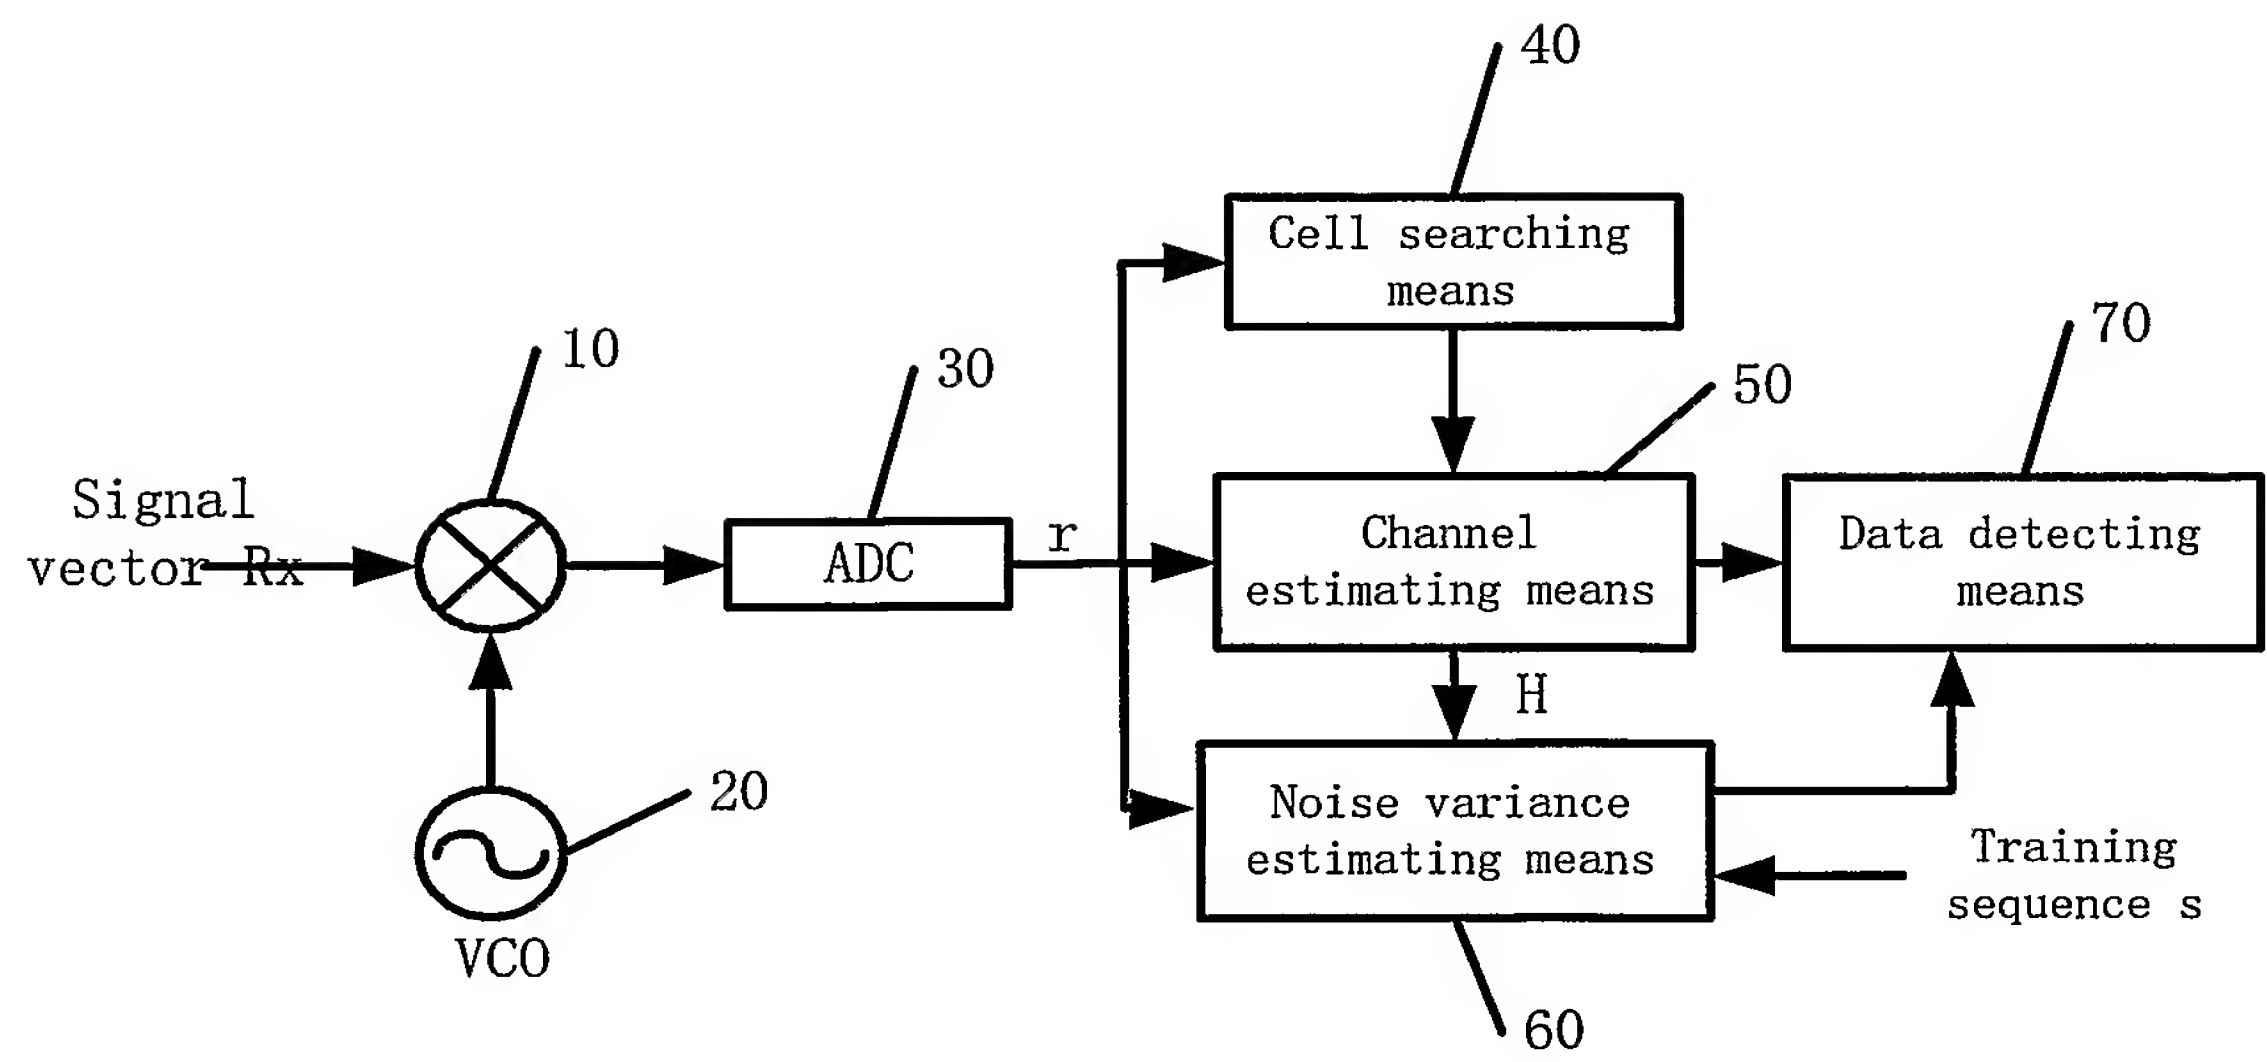 40
Cell searching
means
70
10
30
50
Signal
vector Rx
ADC
r
Channel
estimating means
Data detecting
means
H
20
Noise variance
estimating means
Training
sequence s
VCO
60